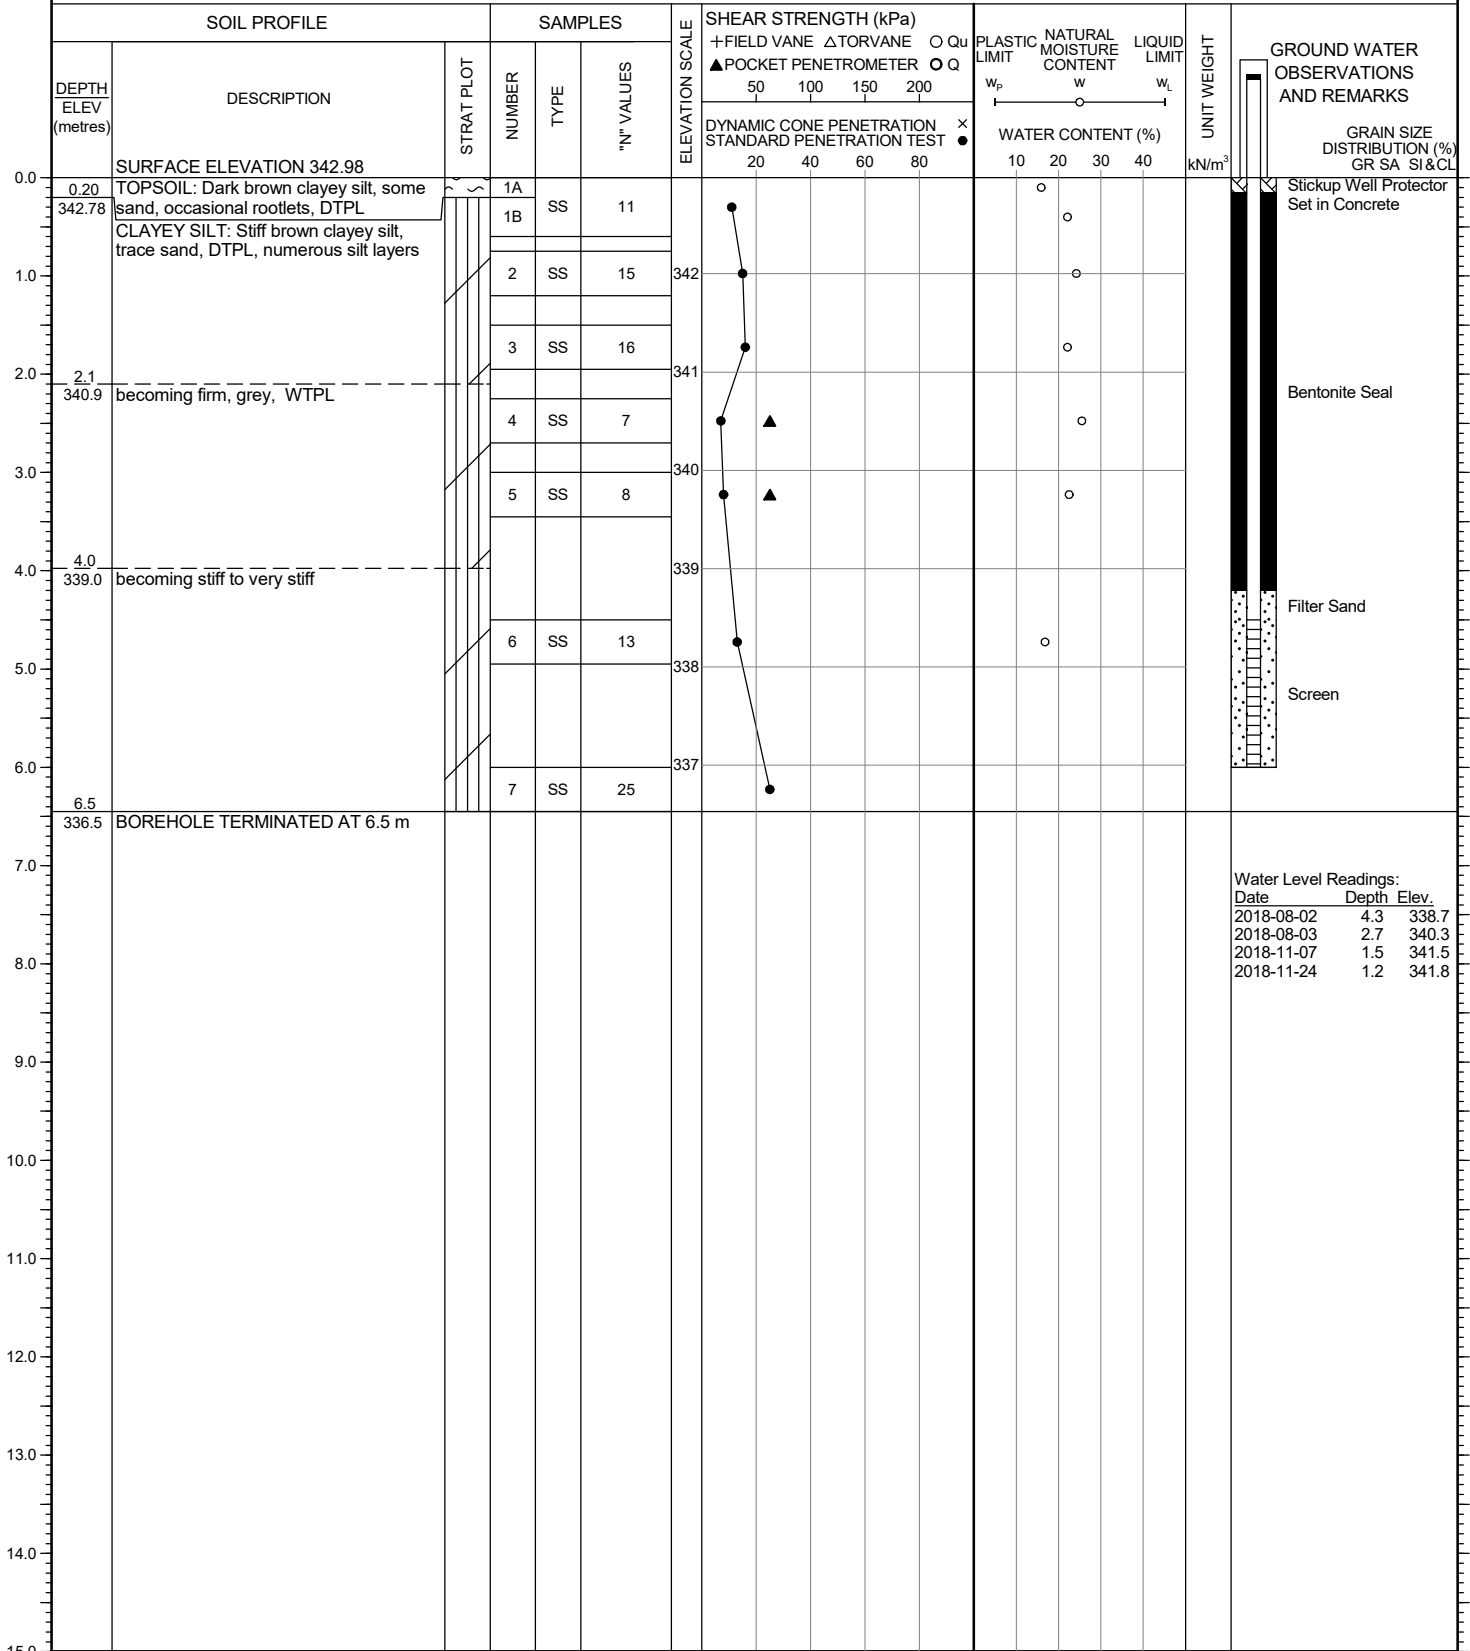 SOIL PROFILE
SAMPLES
DEPTH
ELEV
(metres)
DESCRIPTION
SURFACE ELEVATION 342.98
STRAT PLOT
NUMBER
TYPE
"N" VALUES
ELEVATION SCALE
SHEAR STRENGTH (kPa)
+FIELD VANE △TORVANE ○ Qu
▲POCKET PENETROMETER O Q
50 100 150 200
DYNAMIC CONE PENETRATION ×
STANDARD PENETRATION TEST ●
20 40 60 80
PLASTIC LIMIT
NATURAL MOISTURE CONTENT
LIQUID LIMIT
wP w wL
WATER CONTENT (%)
10 20 30 40
UNIT WEIGHT
kN/m³
GROUND WATER
OBSERVATIONS
AND REMARKS
GRAIN SIZE
DISTRIBUTION (%)
GR SA SI&CL
0.0
0.20
342.78
TOPSOIL: Dark brown clayey silt, some
sand, occasional rootlets, DTPL
CLAYEY SILT: Stiff brown clayey silt,
trace sand, DTPL, numerous silt layers
1A
1B
SS 11
Stickup Well Protector
Set in Concrete
1.0
2 SS 15
342
3 SS 16
2.0
2.1
340.9
becoming firm, grey, WTPL
341
4 SS 7
Bentonite Seal
3.0
340
5 SS 8
4.0
4.0
339.0
becoming stiff to very stiff
339
Filter Sand
6 SS 13
5.0
338
Screen
6.0
337
7 SS 25
6.5
336.5
BOREHOLE TERMINATED AT 6.5 m
7.0
Water Level Readings:
Date Depth Elev.
2018-08-02 4.3 338.7
2018-08-03 2.7 340.3
2018-11-07 1.5 341.5
2018-11-24 1.2 341.8
8.0
9.0
10.0
11.0
12.0
13.0
14.0
15.0